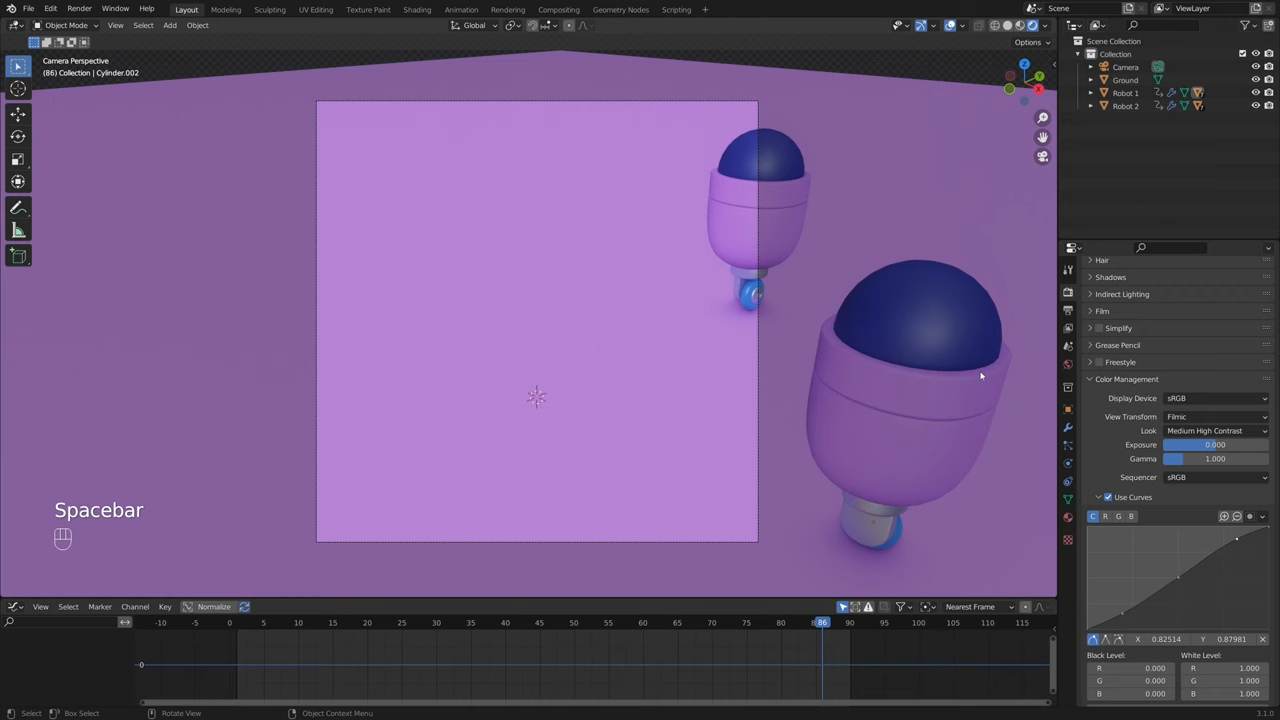 File Edit Render Window Help Layout Modeling Sculpting UV Editing Texture Paint Shading Animation Rendering Compositing Geometry Nodes Scripting + Scene ViewLayer
Object Mode View Select Add Object Global
Options
Camera Perspective
(86) Collection | Cylinder.002
Z
Y
X
Spacebar
Scene Collection
Collection
Camera
Ground
Robot 1
Robot 2
Hair
Shadows
Indirect Lighting
Film
Simplify
Grease Pencil
Freestyle
Color Management
Display Device sRGB
View Transform Filmic
Look Medium High Contrast
Exposure 0.000
Gamma 1.000
Sequencer sRGB
Use Curves
C R G B
X 0.82514 Y 0.87981
Black Level: White Level:
R 0.000 R 1.000
G 0.000 G 1.000
B 0.000 B 1.000
View Select Marker Channel Key Normalize Nearest Frame
-10 -5 0 5 10 15 20 25 30 35 40 45 50 55 60 65 70 75 86 90 95 100 105 110 115
0
Select Box Select Rotate View Object Context Menu 3.1.0